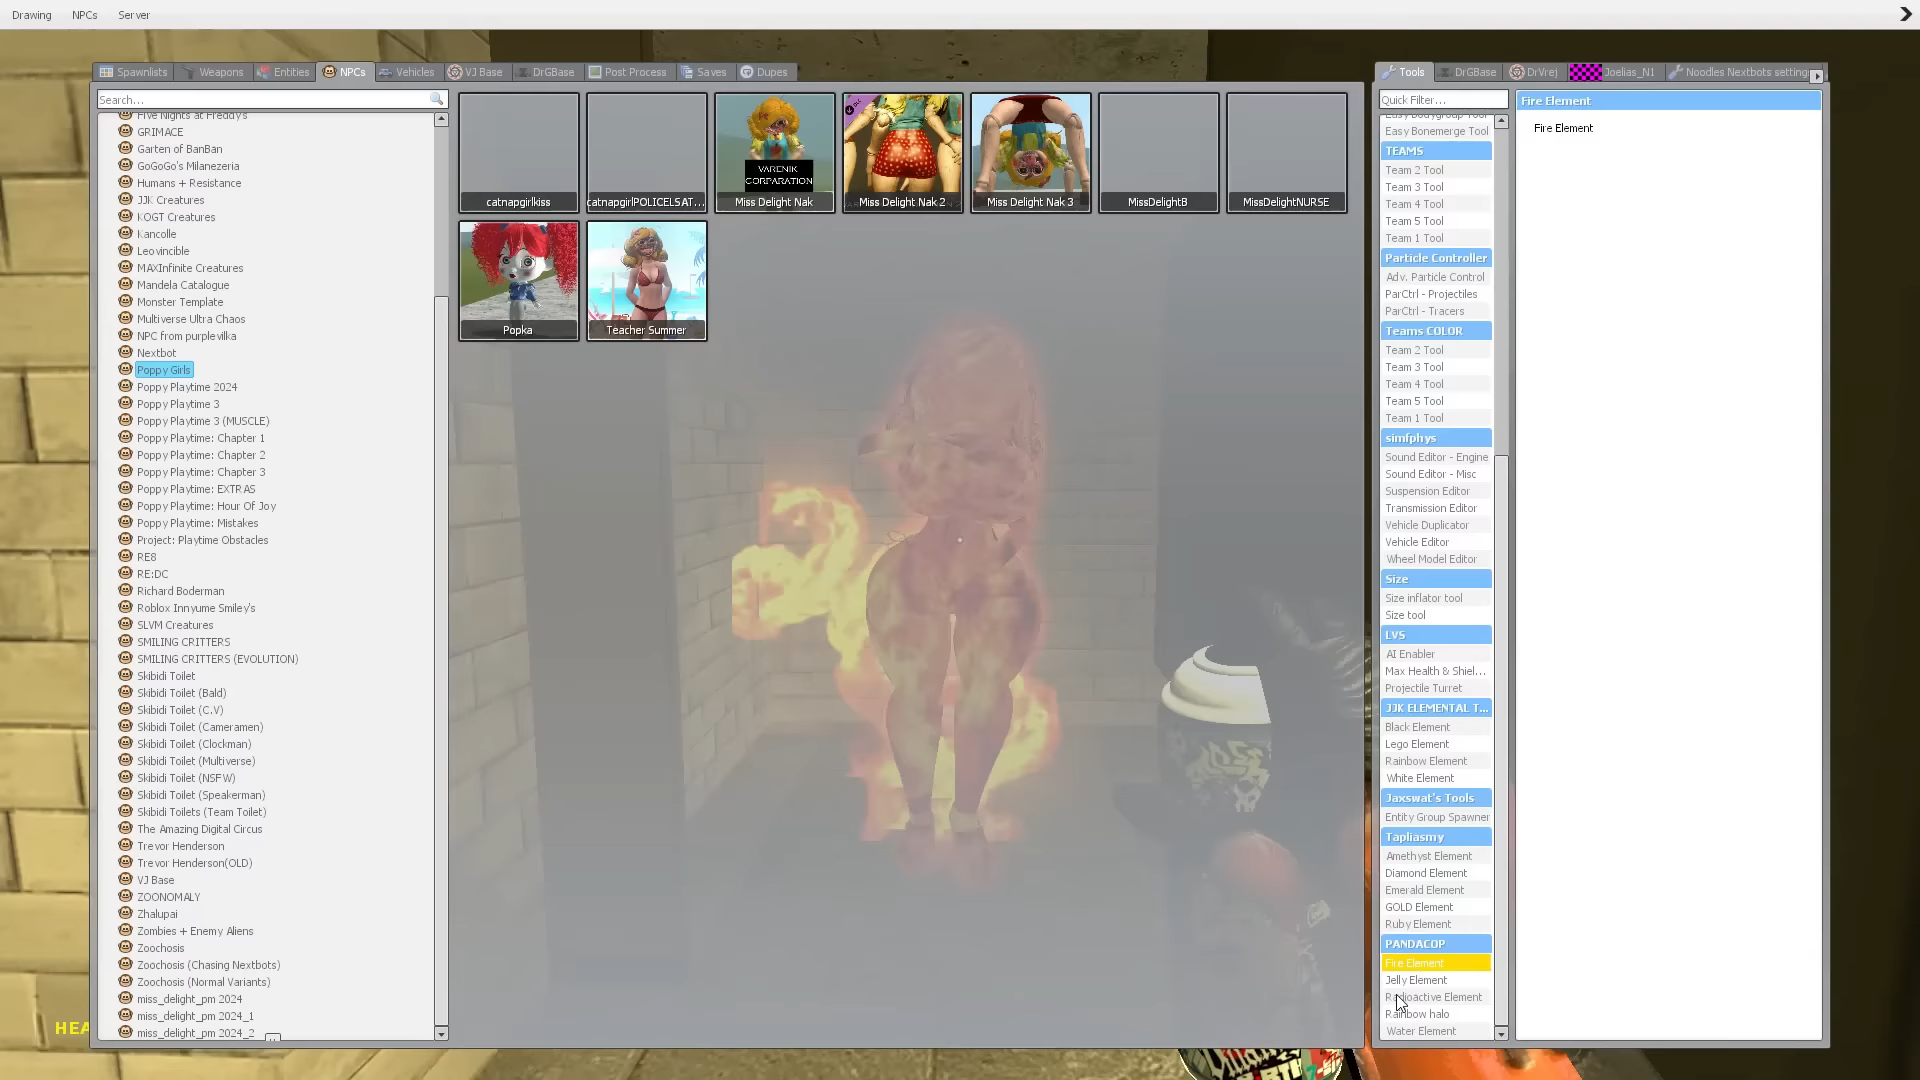 Drawing NPCs Server
Spawnlists Weapons Entities NPCs Vehicles VJ Base DrGBase Post Process Saves Dupes
Search...
Five Nights at Freddy's
GRIMACE
Garten of BanBan
GoGoGo's Milanezeria
Humans + Resistance
JJK Creatures
KOGT Creatures
Kancolle
Leovincible
MAXInfinite Creatures
Mandela Catalogue
Monster Template
Multiverse Ultra Chaos
NPC from purplevilka
Nextbot
Poppy Girls
Poppy Playtime 2024
Poppy Playtime 3
Poppy Playtime 3 (MUSCLE)
Poppy Playtime: Chapter 1
Poppy Playtime: Chapter 2
Poppy Playtime: Chapter 3
Poppy Playtime: EXTRAS
Poppy Playtime: Hour Of Joy
Poppy Playtime: Mistakes
Project: Playtime Obstacles
RE8
RE:DC
Richard Boderman
Roblox Innyume Smiley's
SLVM Creatures
SMILING CRITTERS
SMILING CRITTERS (EVOLUTION)
Skibidi Toilet
Skibidi Toilet (Bald)
Skibidi Toilet (C.V)
Skibidi Toilet (Cameramen)
Skibidi Toilet (Clockman)
Skibidi Toilet (Multiverse)
Skibidi Toilet (NSFW)
Skibidi Toilet (Speakerman)
Skibidi Toilets (Team Toilet)
The Amazing Digital Circus
Trevor Henderson
Trevor Henderson(OLD)
VJ Base
ZOONOMALY
Zhalupai
Zombies + Enemy Aliens
Zoochosis
Zoochosis (Chasing Nextbots)
Zoochosis (Normal Variants)
miss_delight_pm 2024
miss_delight_pm 2024_1
miss_delight_pm 2024_2
HEA
VARENIK
CORPARATION
catnapgirlkiss catnapgirlPOLICELSAT... Miss Delight Nak Miss Delight Nak 2 Miss Delight Nak 3 MissDelightB MissDelightNURSE
Popka Teacher Summer
Tools DrGBase DrVrej Joelias_N1 Noodles Nextbots setting
Quick Filter...
Easy Bodygroup Tool
Easy Bonemerge Tool
TEAMS
Team 2 Tool
Team 3 Tool
Team 4 Tool
Team 5 Tool
Team 1 Tool
Particle Controller
Adv. Particle Control
ParCtrl - Projectiles
ParCtrl - Tracers
Teams COLOR
Team 2 Tool
Team 3 Tool
Team 4 Tool
Team 5 Tool
Team 1 Tool
simfphys
Sound Editor - Engine
Sound Editor - Misc
Suspension Editor
Transmission Editor
Vehicle Duplicator
Vehicle Editor
Wheel Model Editor
Size
Size inflator tool
Size tool
LVS
AI Enabler
Max Health & Shiel...
Projectile Turret
JJK ELEMENTAL T...
Black Element
Lego Element
Rainbow Element
White Element
Jaxswat's Tools
Entity Group Spawner
Tapliasmy
Amethyst Element
Diamond Element
Emerald Element
GOLD Element
Ruby Element
PANDACOP
Fire Element
Jelly Element
Radioactive Element
Rainbow halo
Water Element
Fire Element
Fire Element